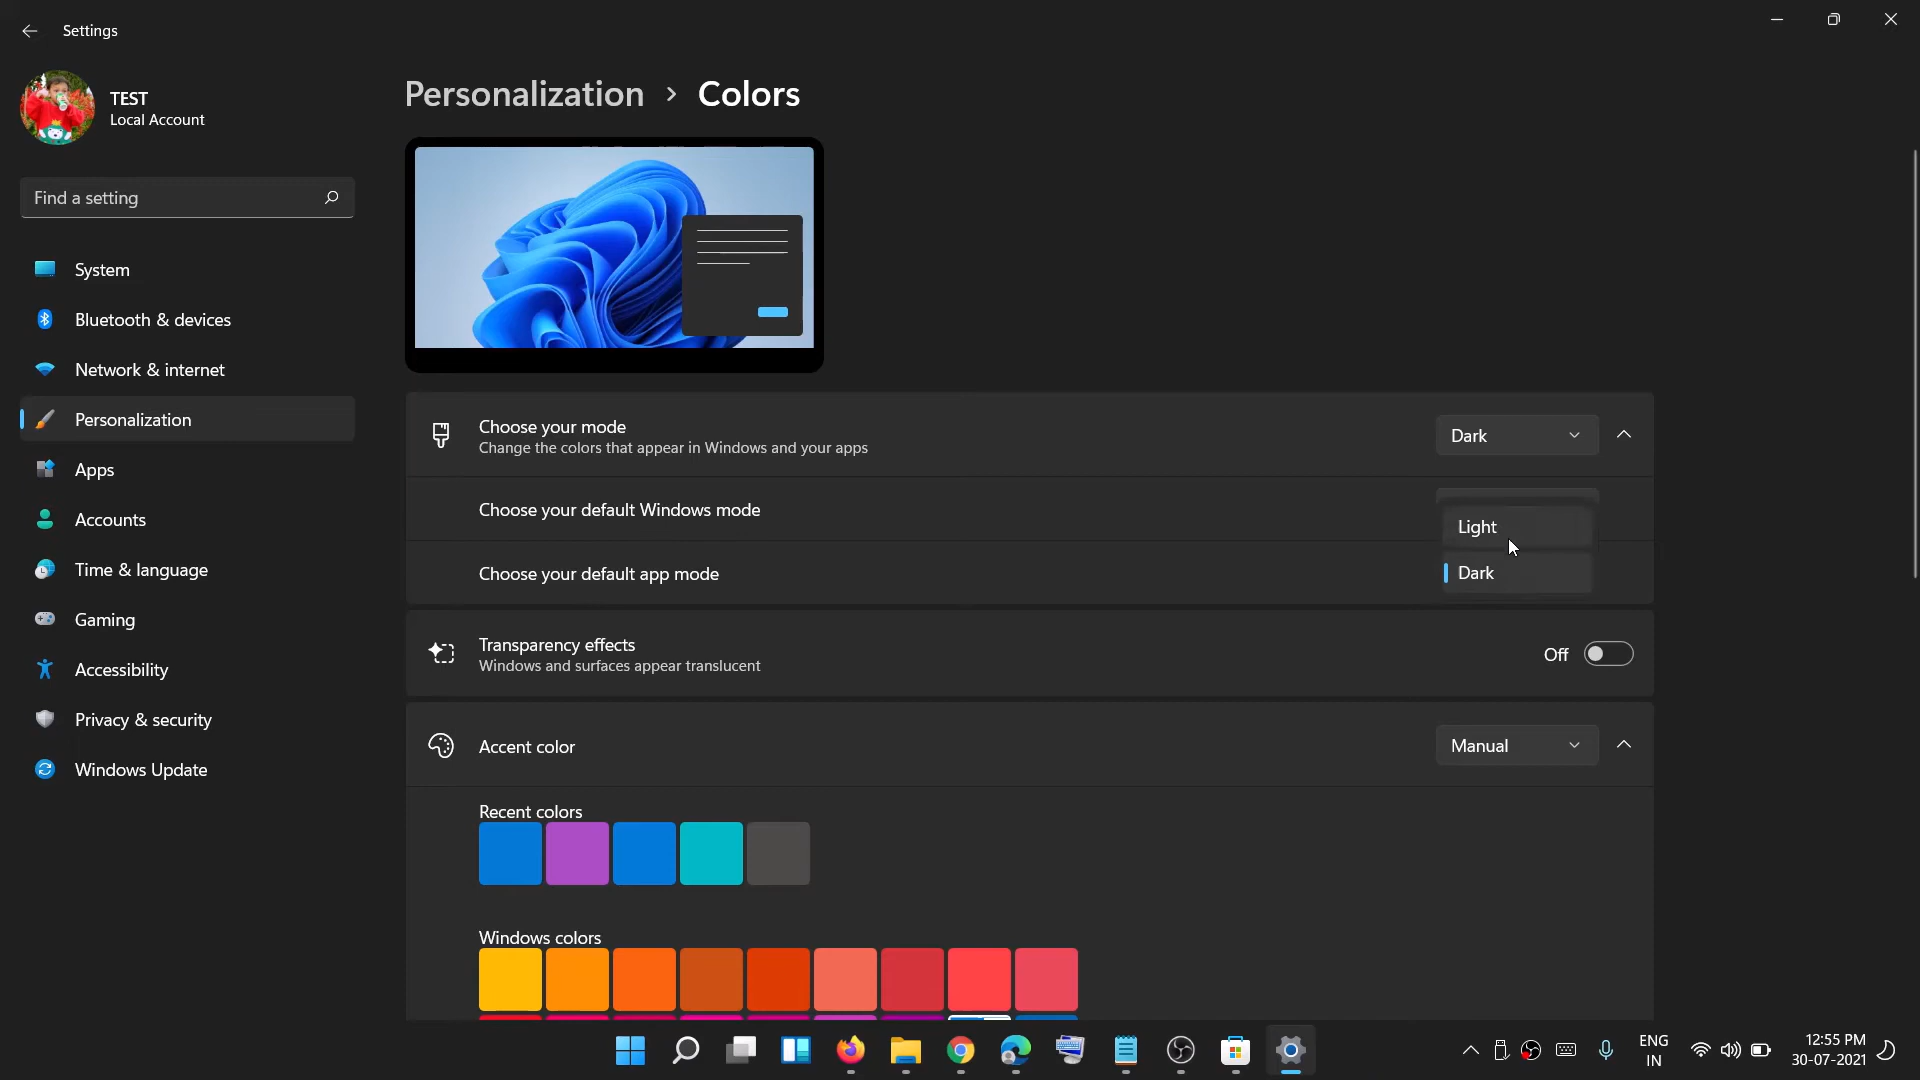 Settings
TEST
Local Account
Find a setting
System
Bluetooth & devices
Network & internet
Personalization
Apps
Accounts
Time & language
Gaming
Accessibility
Privacy & security
Windows Update
Personalization > Colors
Choose your mode
Change the colors that appear in Windows and your apps
Dark
Choose your default Windows mode
Light
Dark
Choose your default app mode
Transparency effects
Windows and surfaces appear translucent
Off
Accent color
Manual
Recent colors
Windows colors
ENG
IN
12:55 PM
30-07-2021